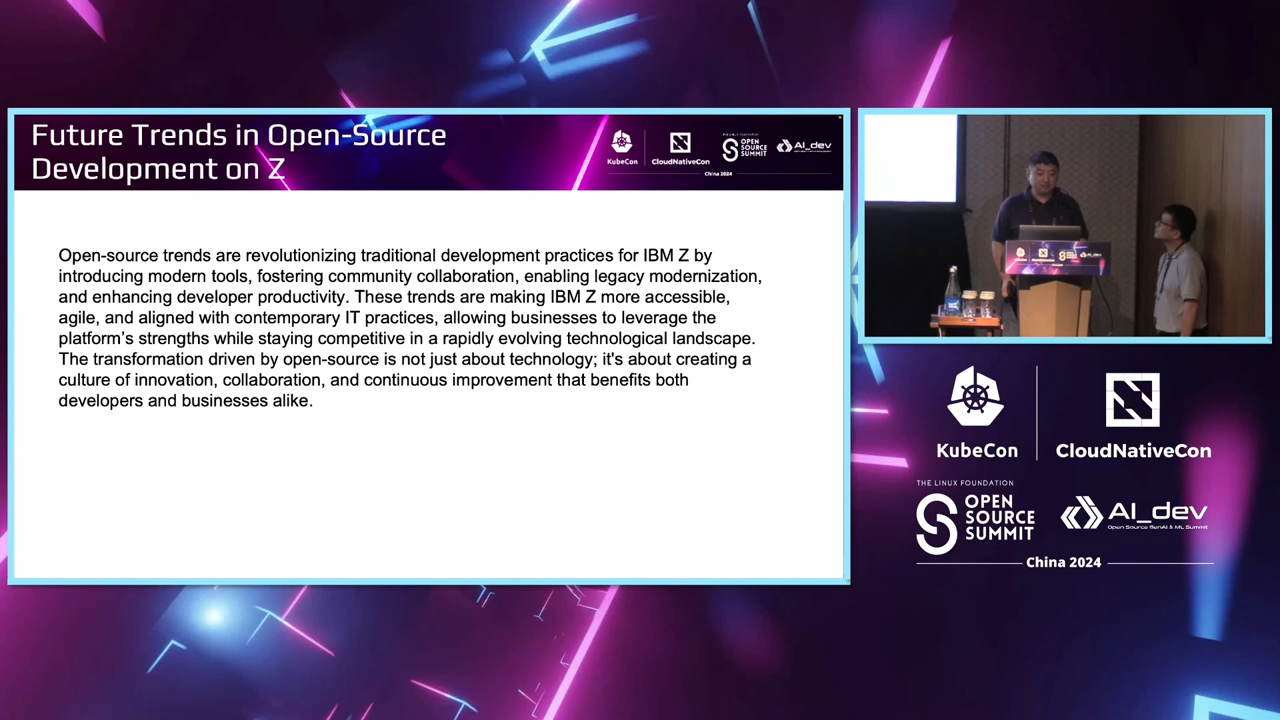 Future Trends in Open-Source
Development on Z
KubeCon
CloudNativeCon
THE LINUX FOUNDATION
OPEN
SOURCE
SUMMIT
AI_dev
China 2024
Open-source trends are revolutionizing traditional development practices for IBM Z by
introducing modern tools, fostering community collaboration, enabling legacy modernization,
and enhancing developer productivity. These trends are making IBM Z more accessible,
agile, and aligned with contemporary IT practices, allowing businesses to leverage the
platform’s strengths while staying competitive in a rapidly evolving technological landscape.
The transformation driven by open-source is not just about technology; it's about creating a
culture of innovation, collaboration, and continuous improvement that benefits both
developers and businesses alike.
KubeCon
CloudNativeCon
THE LINUX FOUNDATION
OPEN
SOURCE
SUMMIT
AI_dev
Open Source GenAI & ML Summit
China 2024